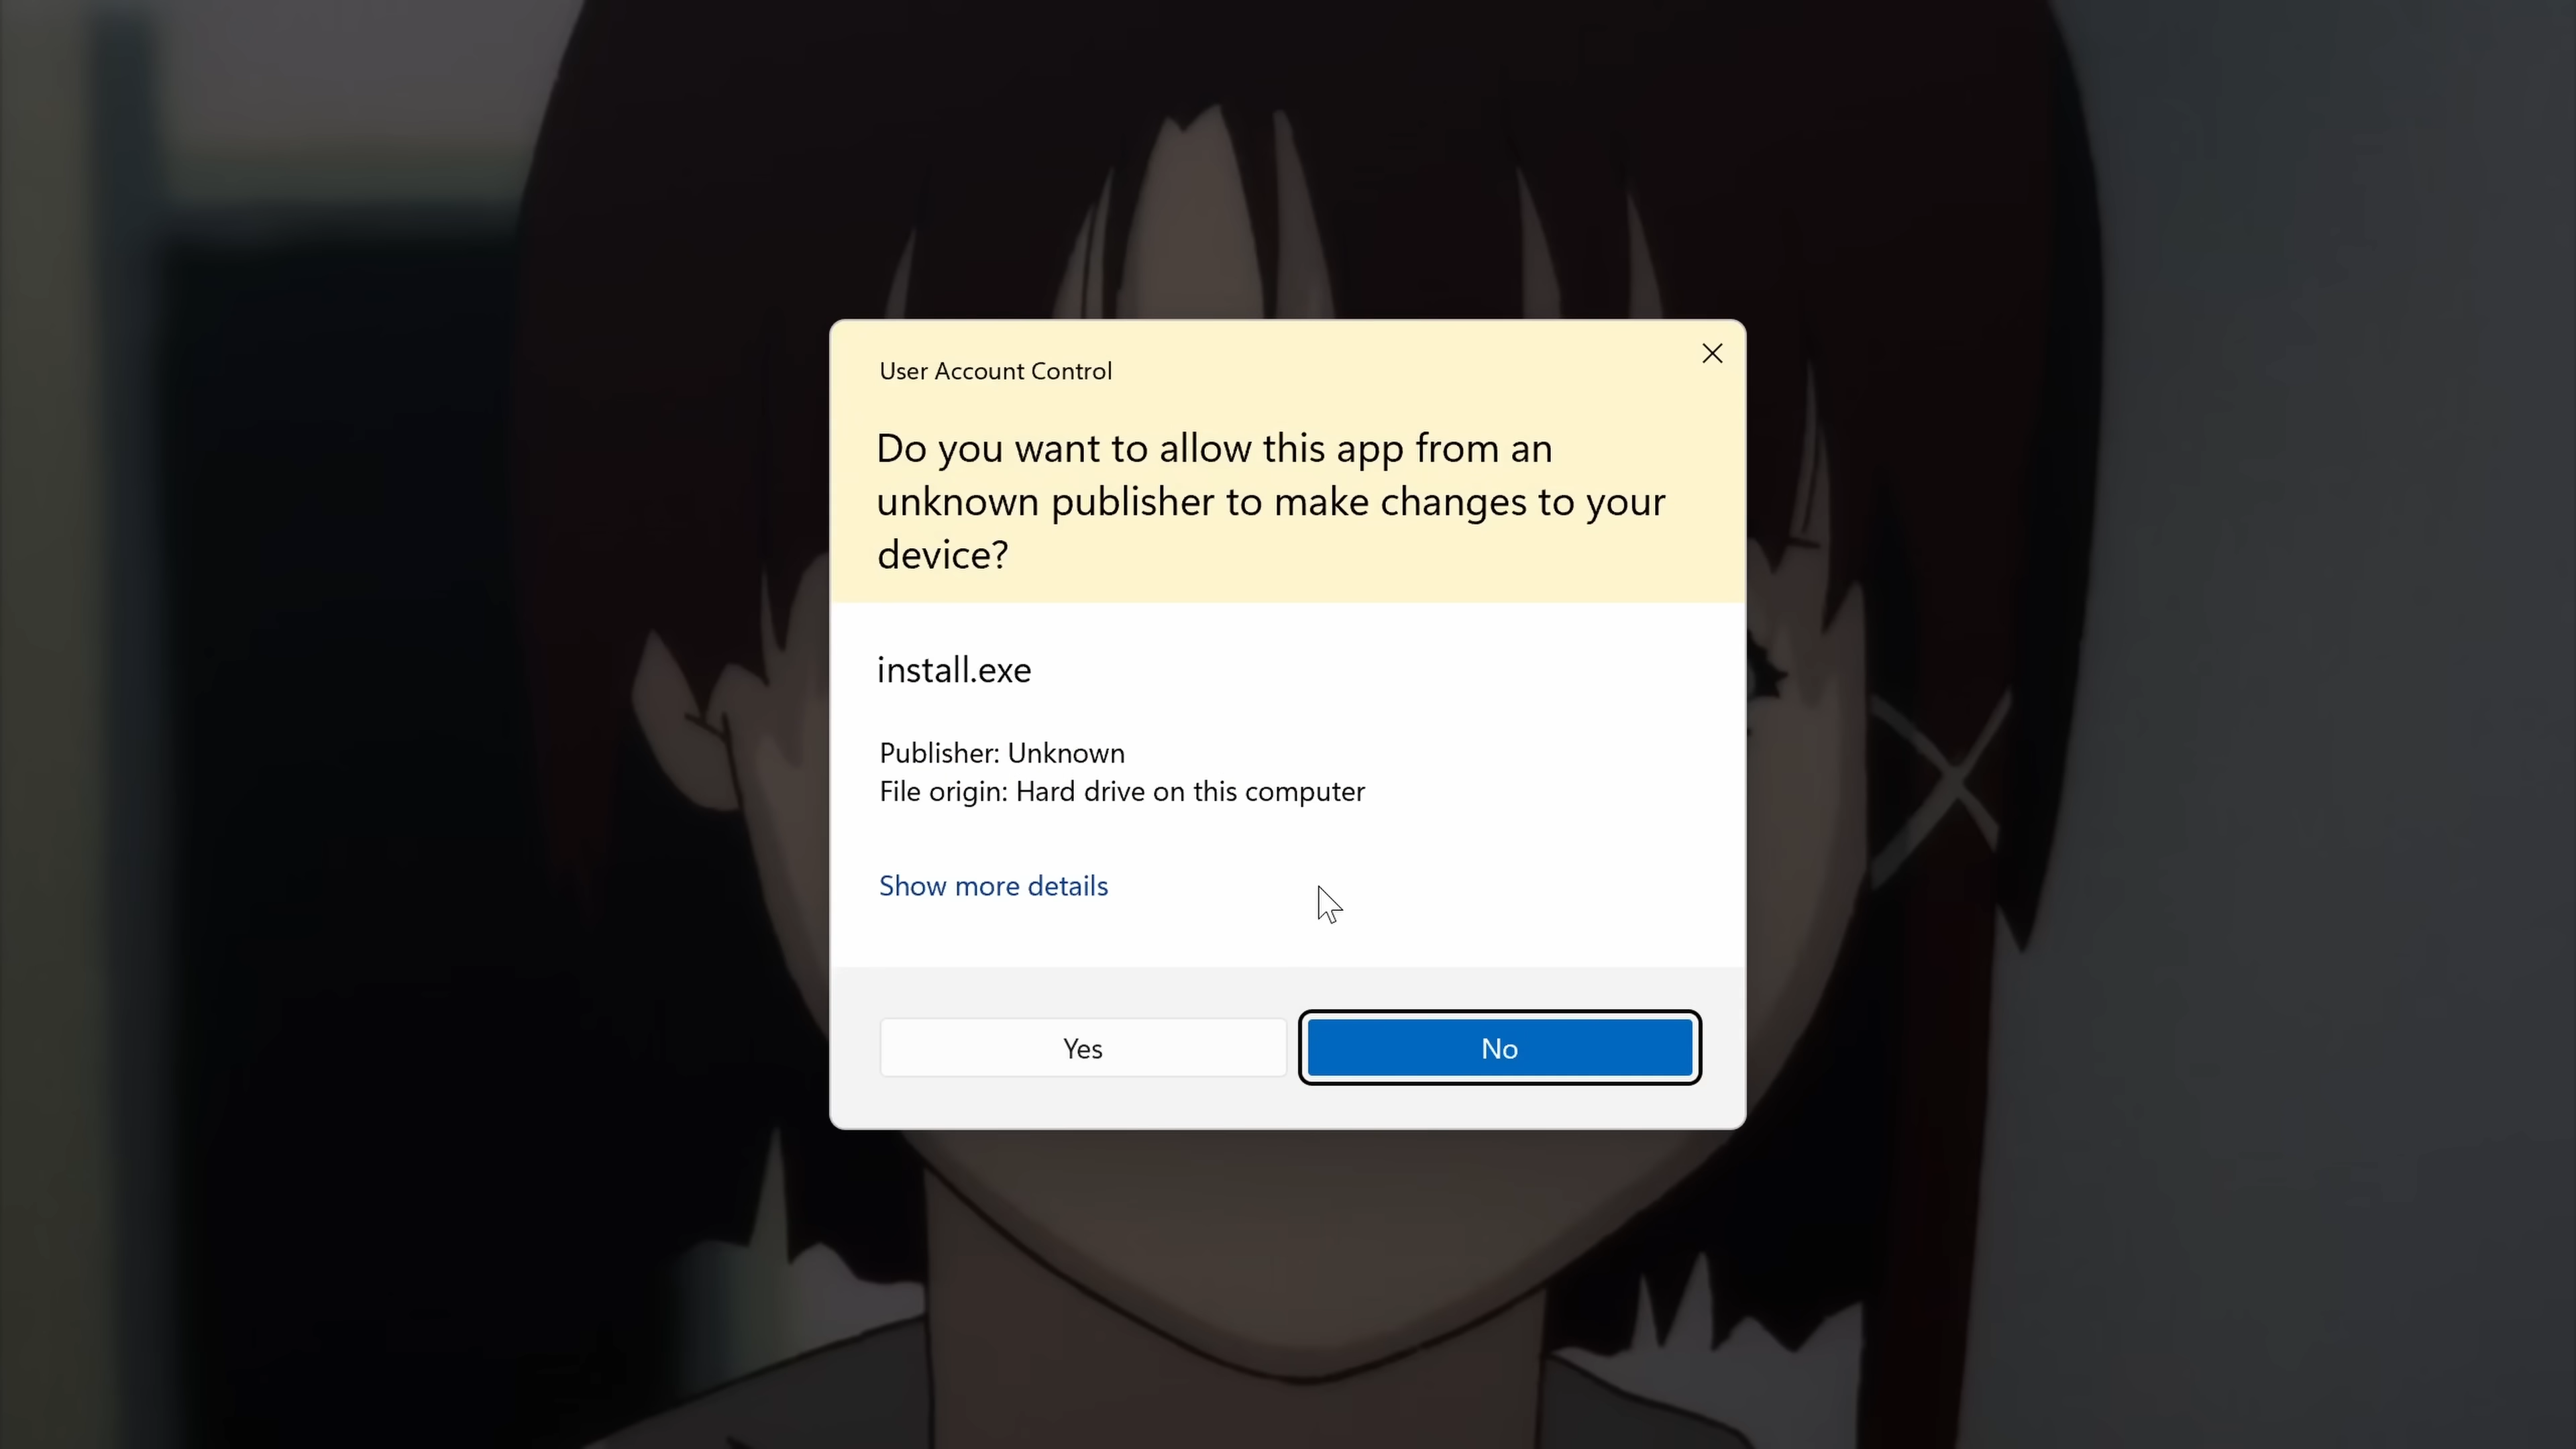 User Account Control
Do you want to allow this app from an
unknown publisher to make changes to your
device?
install.exe
Publisher: Unknown
File origin: Hard drive on this computer
Show more details
Yes
No